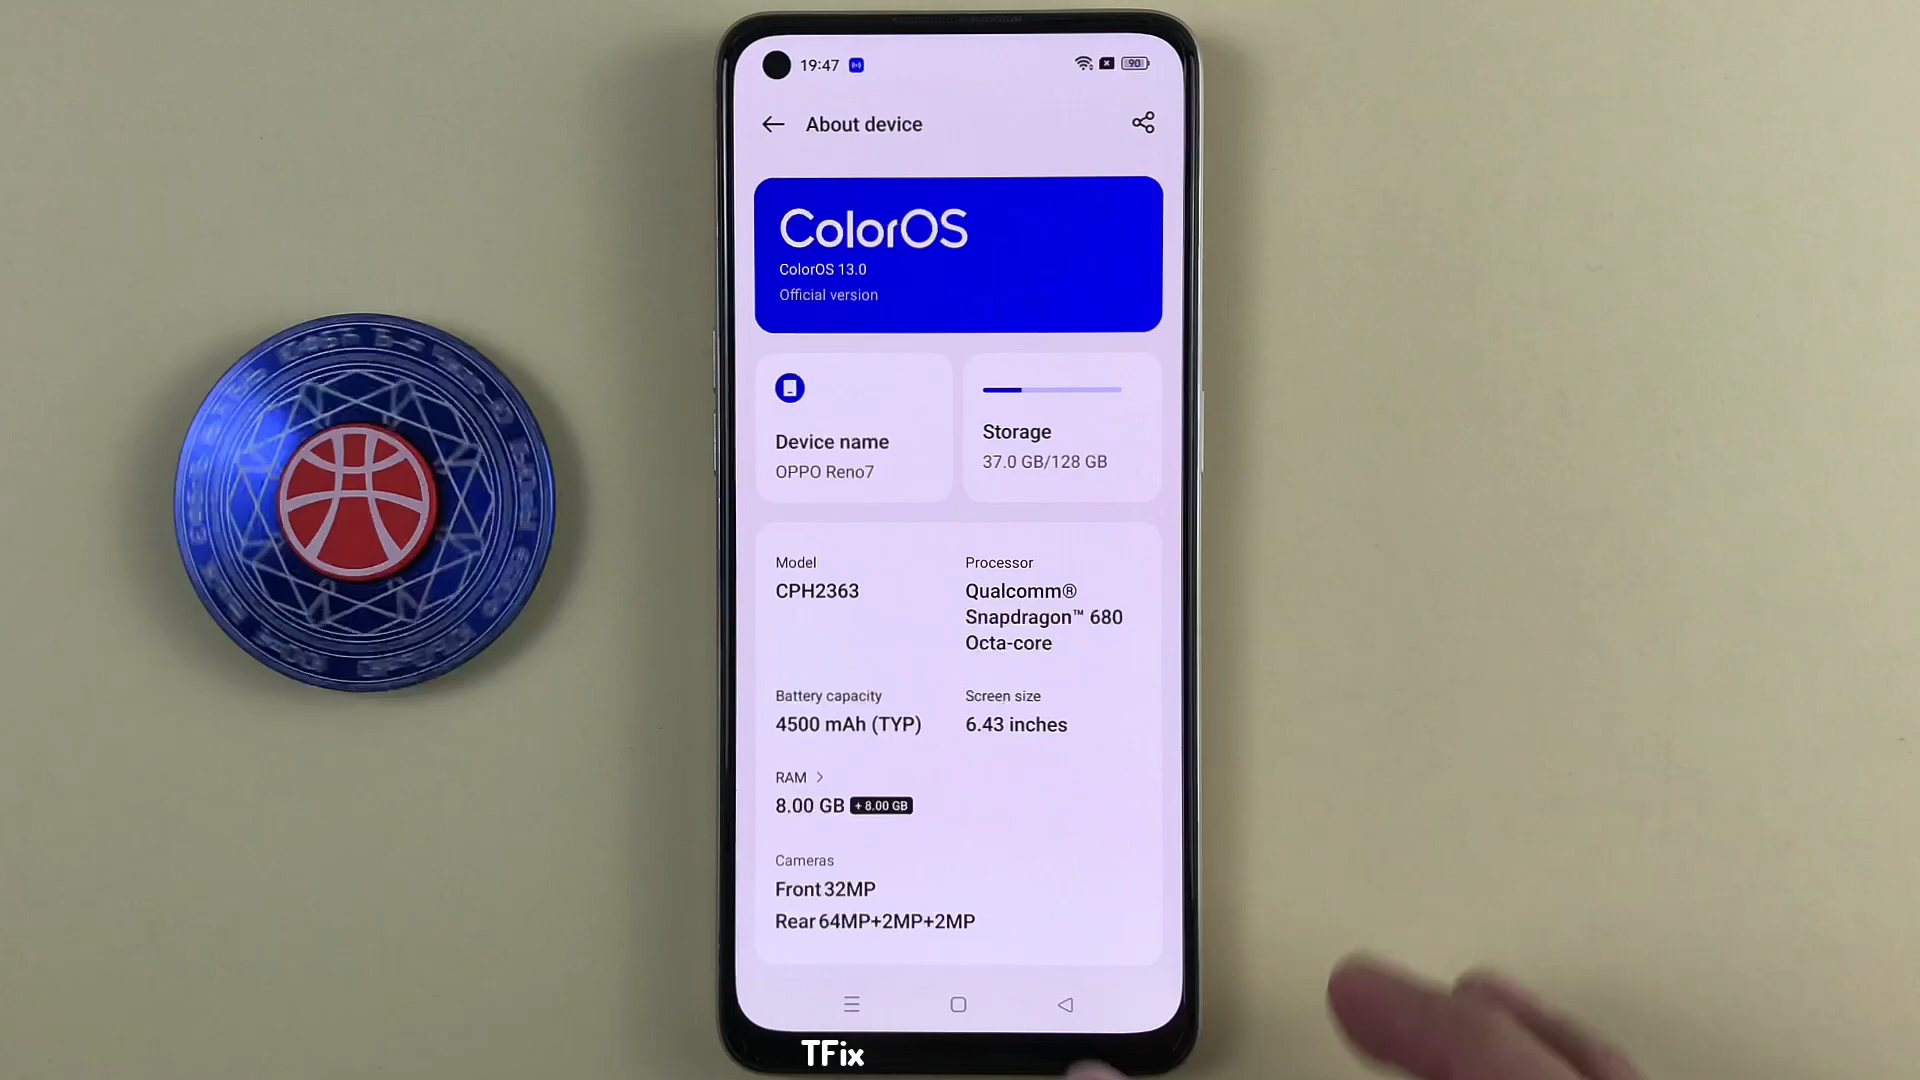 19:47
90
About device
ColorOS
ColorOS 13.0
Official version
Device name
OPPO Reno7
Storage
37.0 GB/128 GB
Model
CPH2363
Processor
Qualcomm®
Snapdragon™ 680
Octa-core
Battery capacity
4500 mAh (TYP)
Screen size
6.43 inches
RAM
8.00 GB + 8.00 GB
Cameras
Front 32MP
Rear 64MP+2MP+2MP
TFix